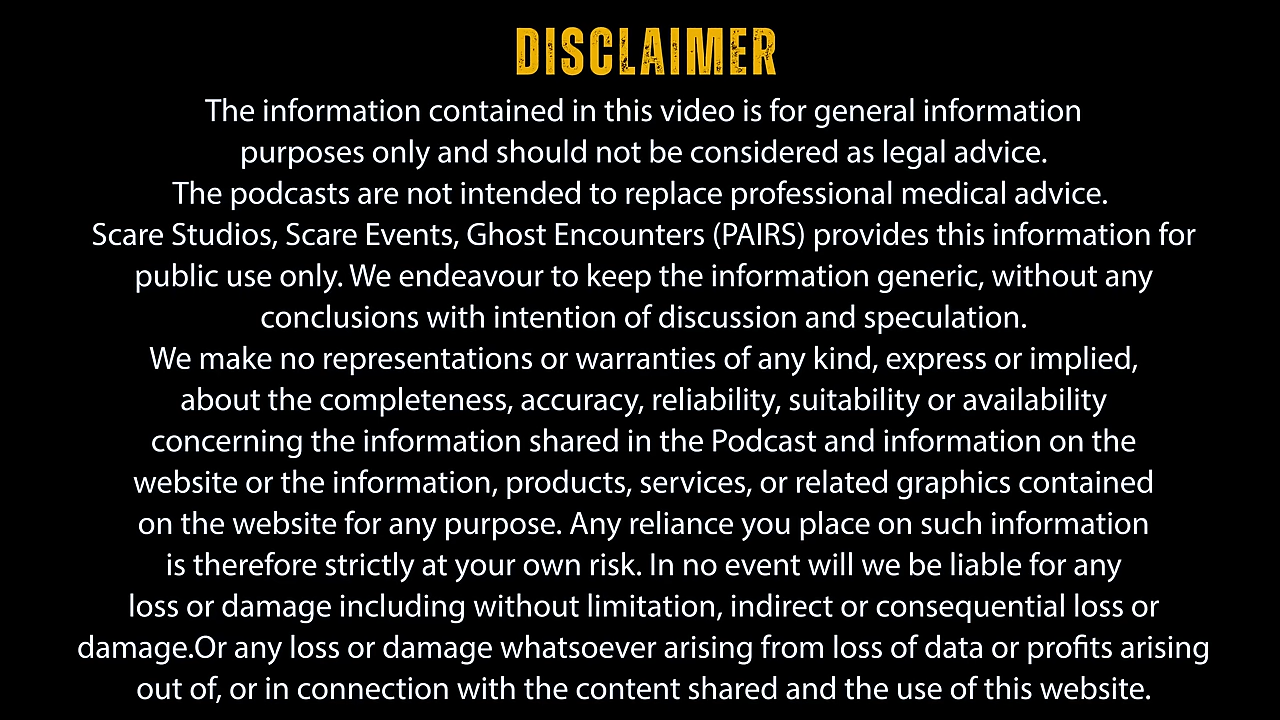 DISCLAIMER
The information contained in this video is for general information
purposes only and should not be considered as legal advice.
The podcasts are not intended to replace professional medical advice.
Scare Studios, Scare Events, Ghost Encounters (PAIRS) provides this information for
public use only. We endeavour to keep the information generic, without any
conclusions with intention of discussion and speculation.
We make no representations or warranties of any kind, express or implied,
about the completeness, accuracy, reliability, suitability or availability
concerning the information shared in the Podcast and information on the
website or the information, products, services, or related graphics contained
on the website for any purpose. Any reliance you place on such information
is therefore strictly at your own risk. In no event will we be liable for any
loss or damage including without limitation, indirect or consequential loss or
damage.Or any loss or damage whatsoever arising from loss of data or profits arising
out of, or in connection with the content shared and the use of this website.